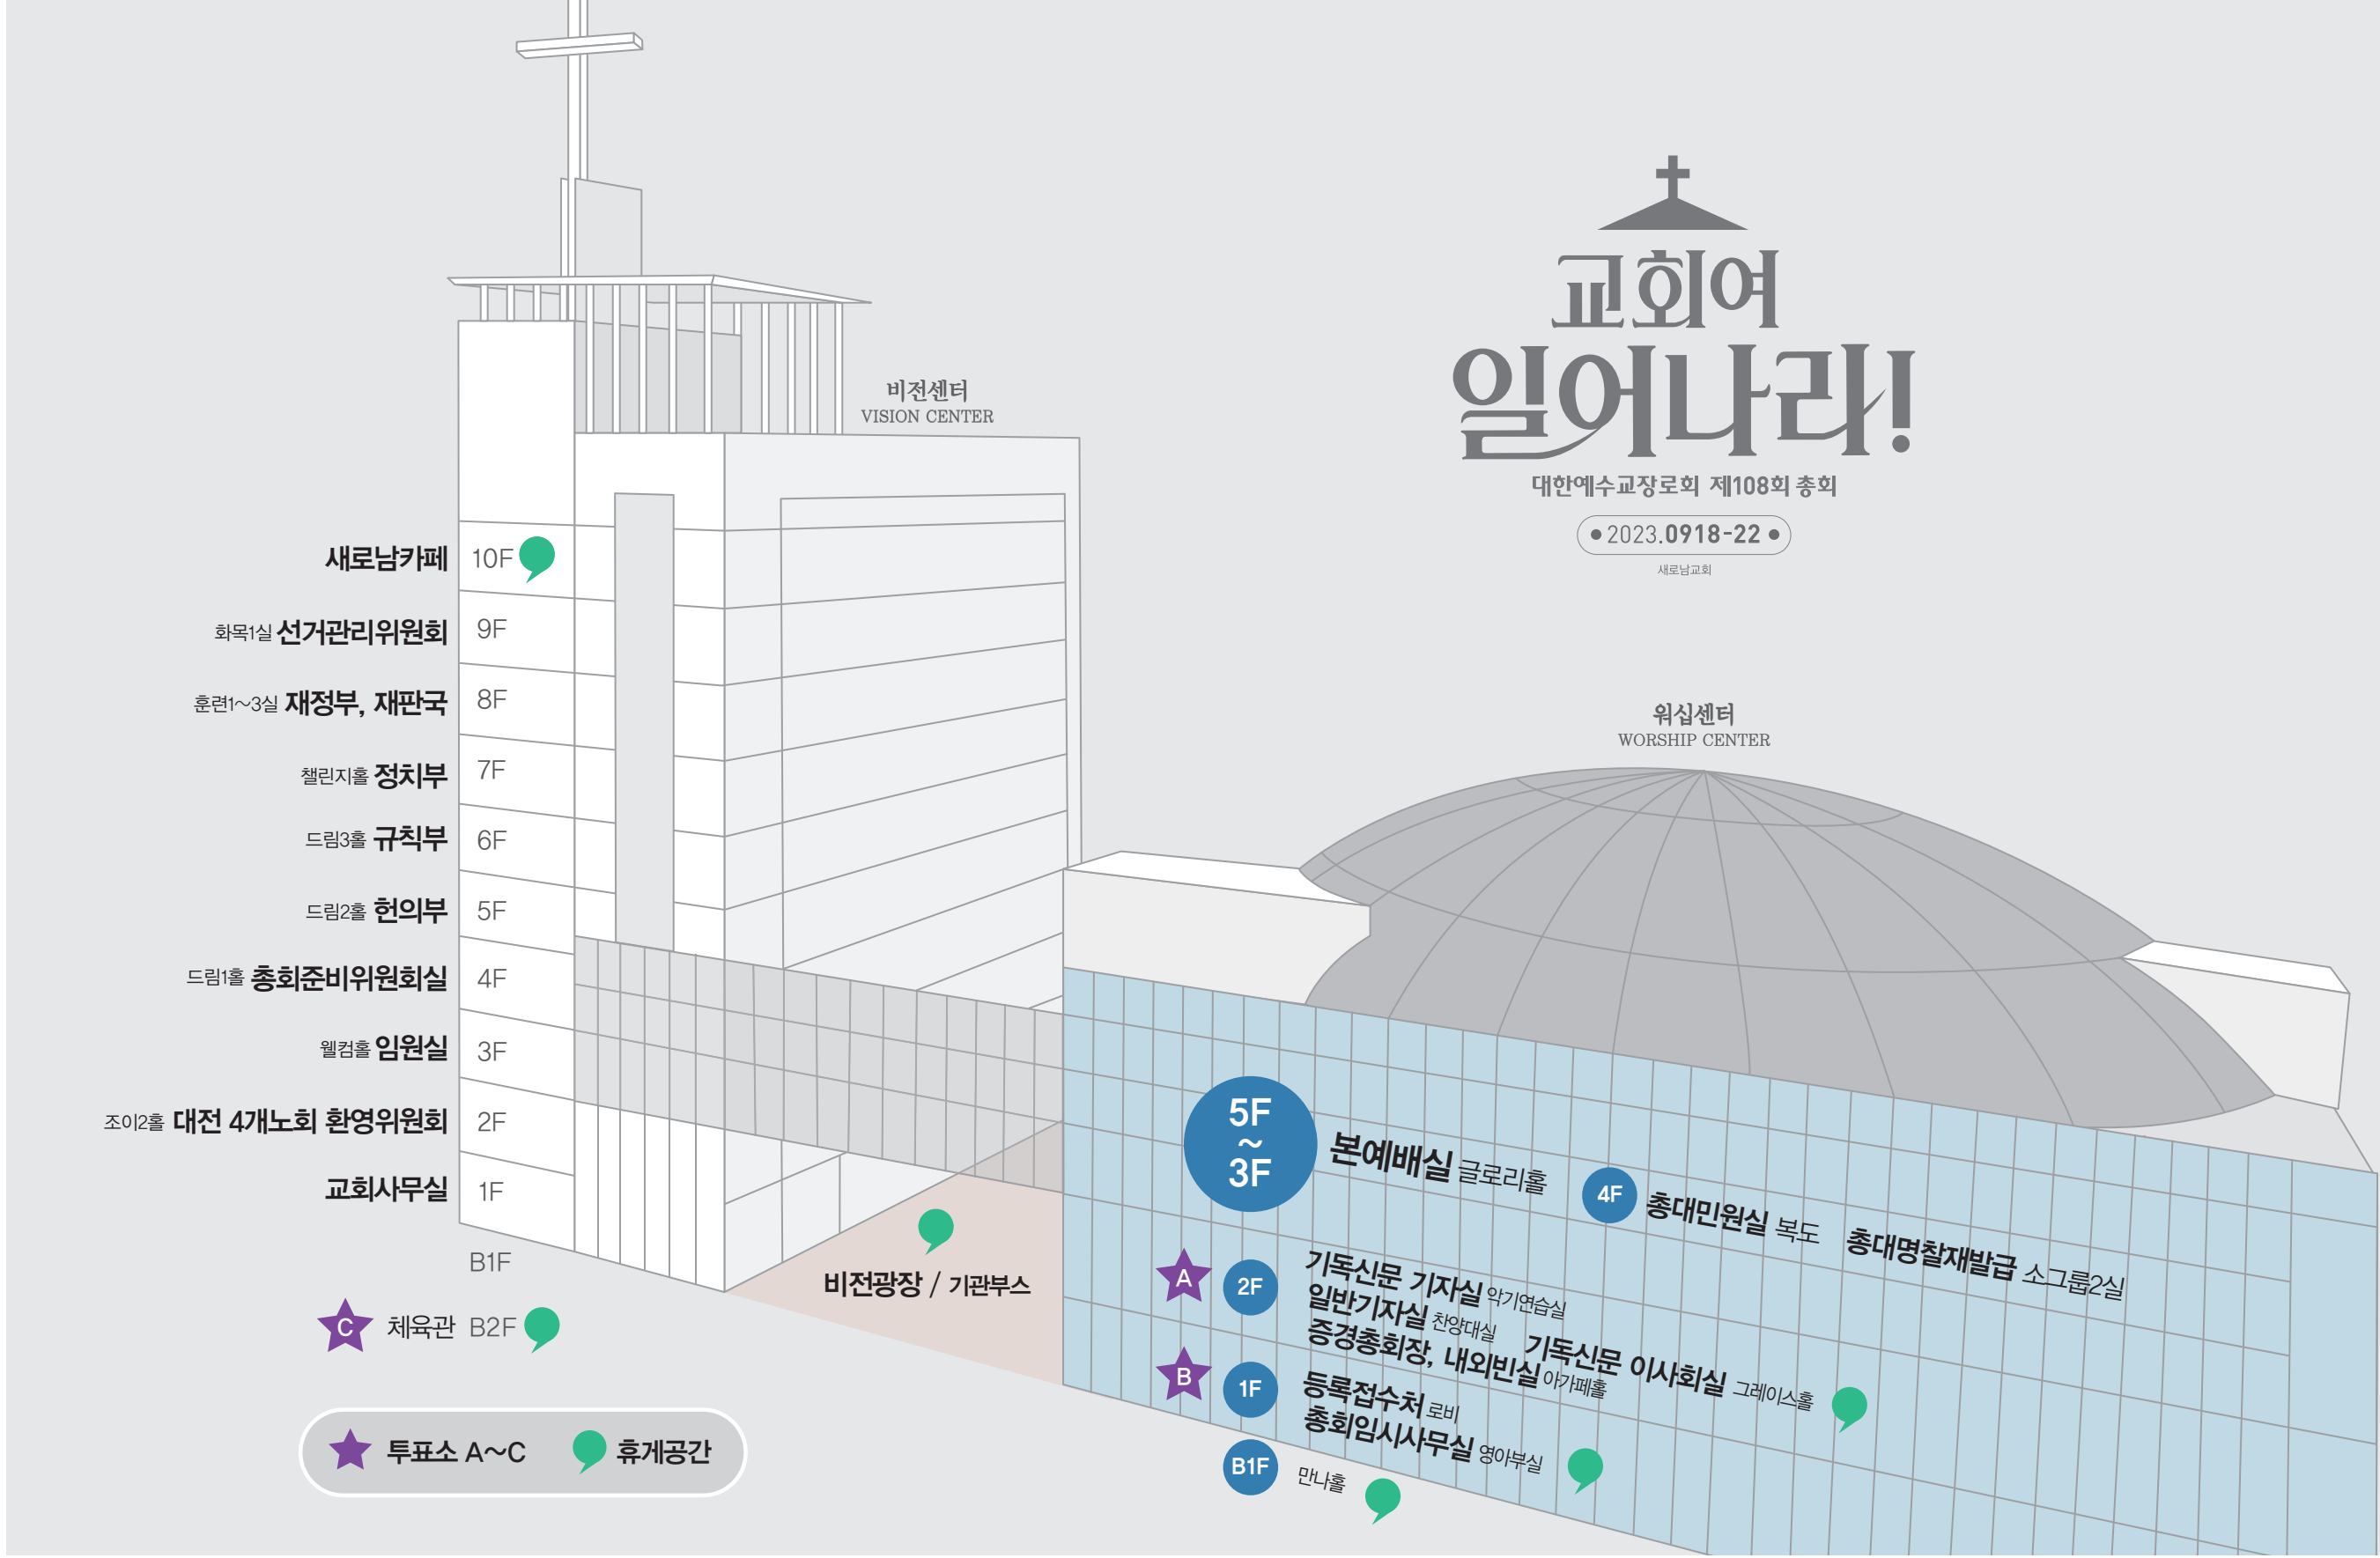 교회여
일어나라!
대한예수교장로회 제108회 총회
2023.0918-22
새로남교회
비전센터
VISION CENTER
새로남카페 10F
화목1실 선거관리위원회 9F
훈련1~3실 재정부, 재판국 8F
챌린지홀 정치부 7F
드림3홀 규칙부 6F
드림2홀 헌의부 5F
드림1홀 총회준비위원회실 4F
웰컴홀 임원실 3F
조이2홀 대전 4개노회 환영위원회 2F
교회사무실 1F
B1F
C 체육관 B2F
투표소 A~C 휴게공간
비전광장 / 기관부스
워십센터
WORSHIP CENTER
5F
~
3F
본예배실 글로리홀
4F 총대민원실 복도 총대명찰재발급 소그룹2실
A 2F 기독신문 기자실 악기연습실
일반기자실 찬양대실 기독신문 이사회실 그레이스홀
증경총회장, 내외빈실 아가페홀
B 1F 등록접수처 로비
총회임시사무실 영아부실
B1F 만나홀